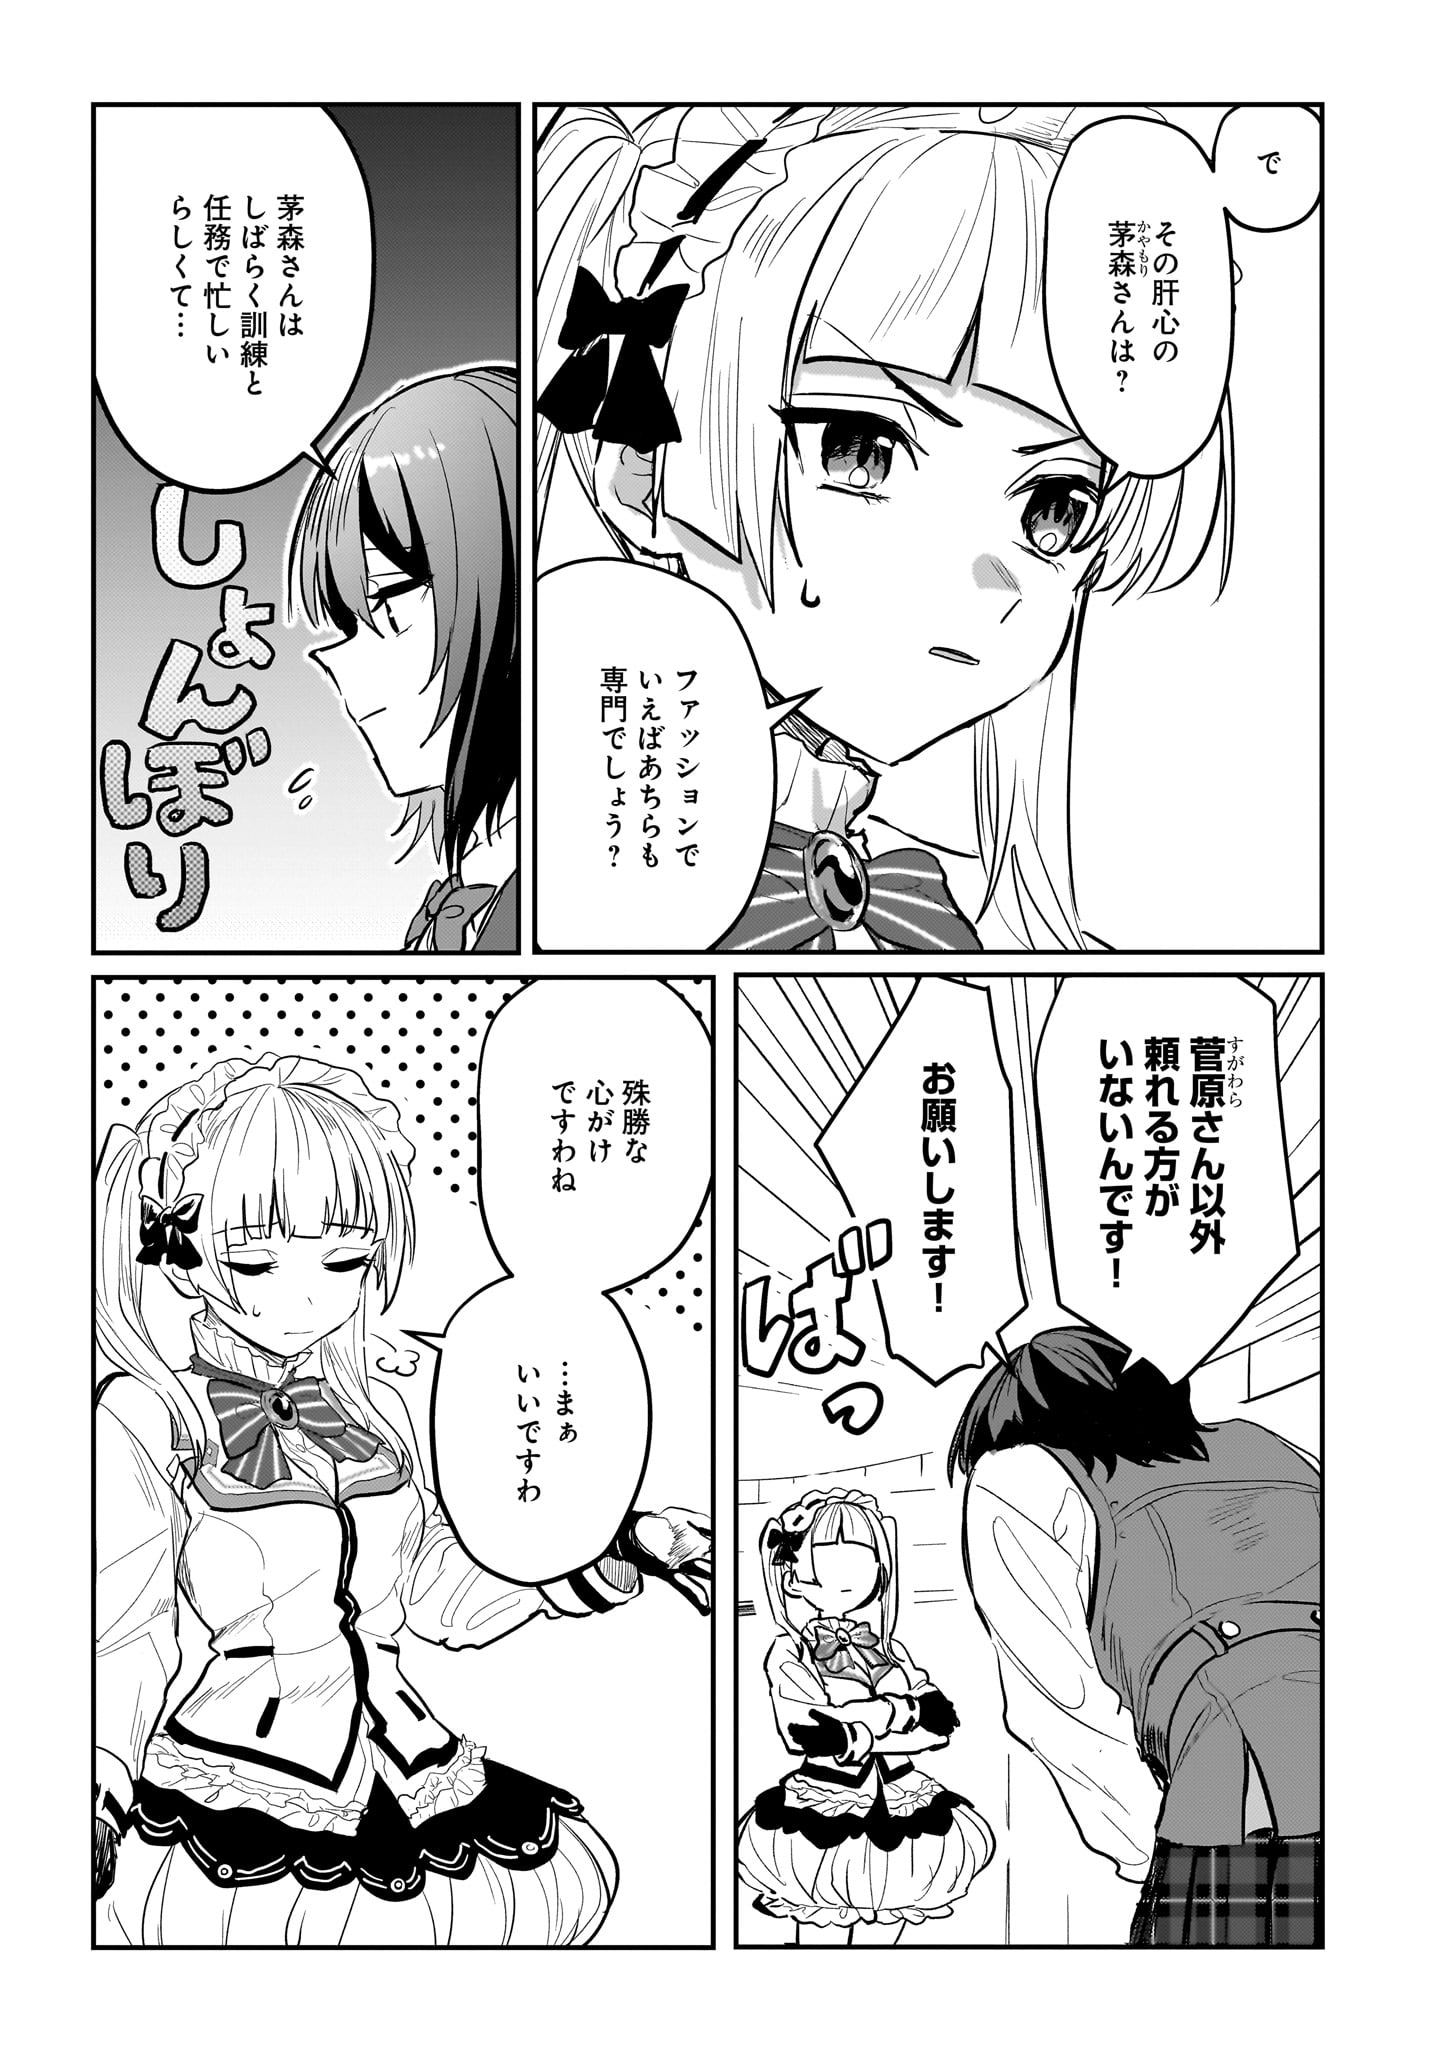 で
その肝心の
茅森さんは？
かやもり
ファッションで
いえばあちらも
専門でしょう？
茅森さんは
しばらく訓練と
任務で忙しい
らしくて…
しょんぼり
菅原さん以外
すがわら
頼れる方が
いないんです！
お願いします！
ばっ
殊勝な
心がけ
ですわね
…まぁ
いいですわ